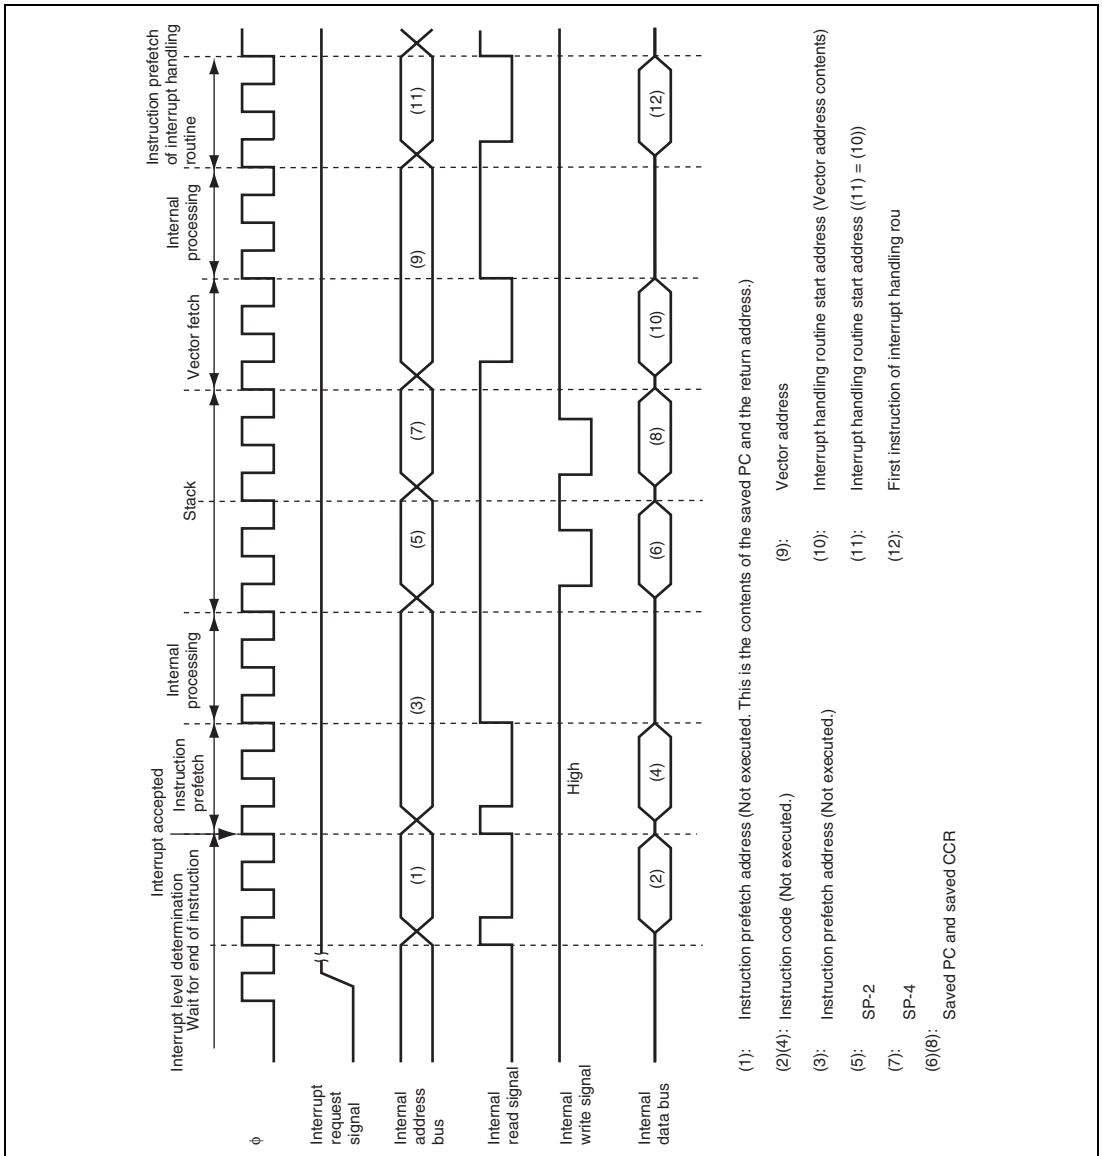 Interrupt level determination
Wait for end of instruction
Interrupt accepted
Instruction
prefetch
Internal
processing
Stack
Vector fetch
Internal
processing
Instruction prefetch
of interrupt handling
routine
φ
Interrupt
request
signal
Internal
address
bus
(1)
(3)
(5)
(7)
(9)
(11)
Internal
read signal
Internal
write signal
High
Internal
data bus
(2)
(4)
(6)
(8)
(10)
(12)
(1): Instruction prefetch address (Not executed. This is the contents of the saved PC and the return address.)
(2)(4): Instruction code (Not executed.)
(3): Instruction prefetch address (Not executed.)
(5): SP-2
(7): SP-4
(6)(8): Saved PC and saved CCR
(9): Vector address
(10): Interrupt handling routine start address (Vector address contents)
(11): Interrupt handling routine start address ((11) = (10))
(12): First instruction of interrupt handling rou